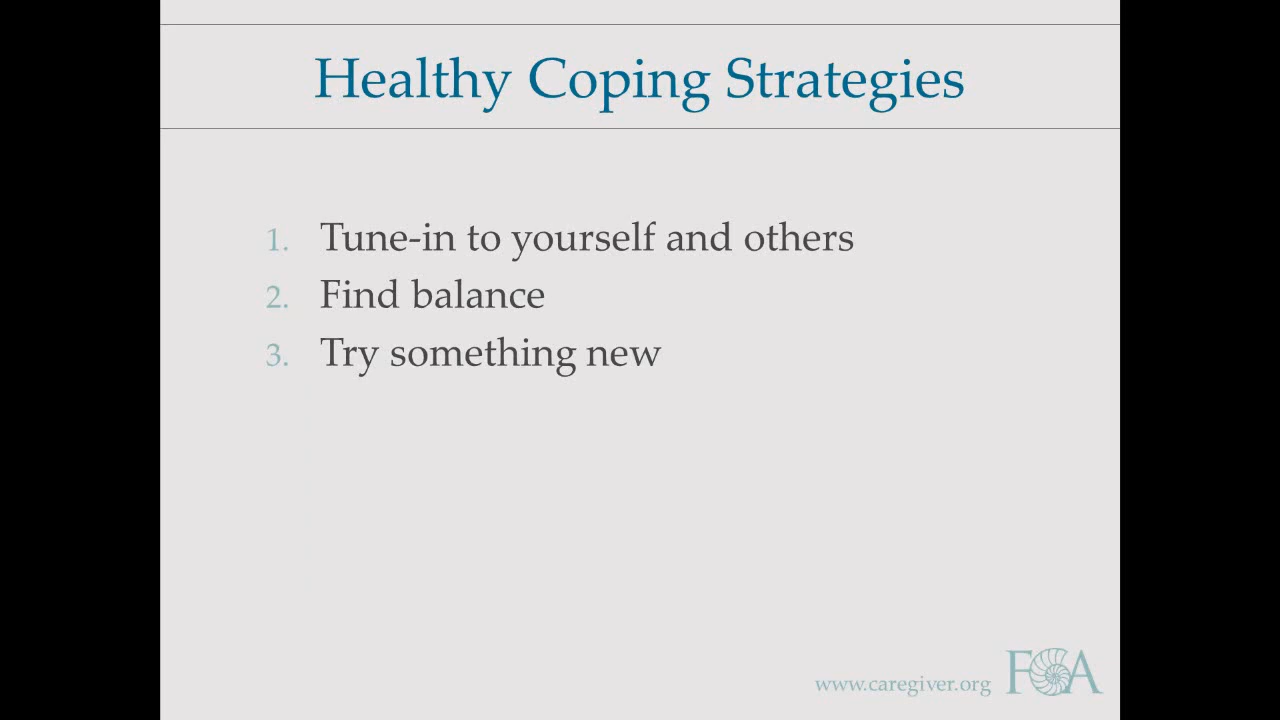 Healthy Coping Strategies
1. Tune-in to yourself and others
2. Find balance
3. Try something new
www.caregiver.org FCA